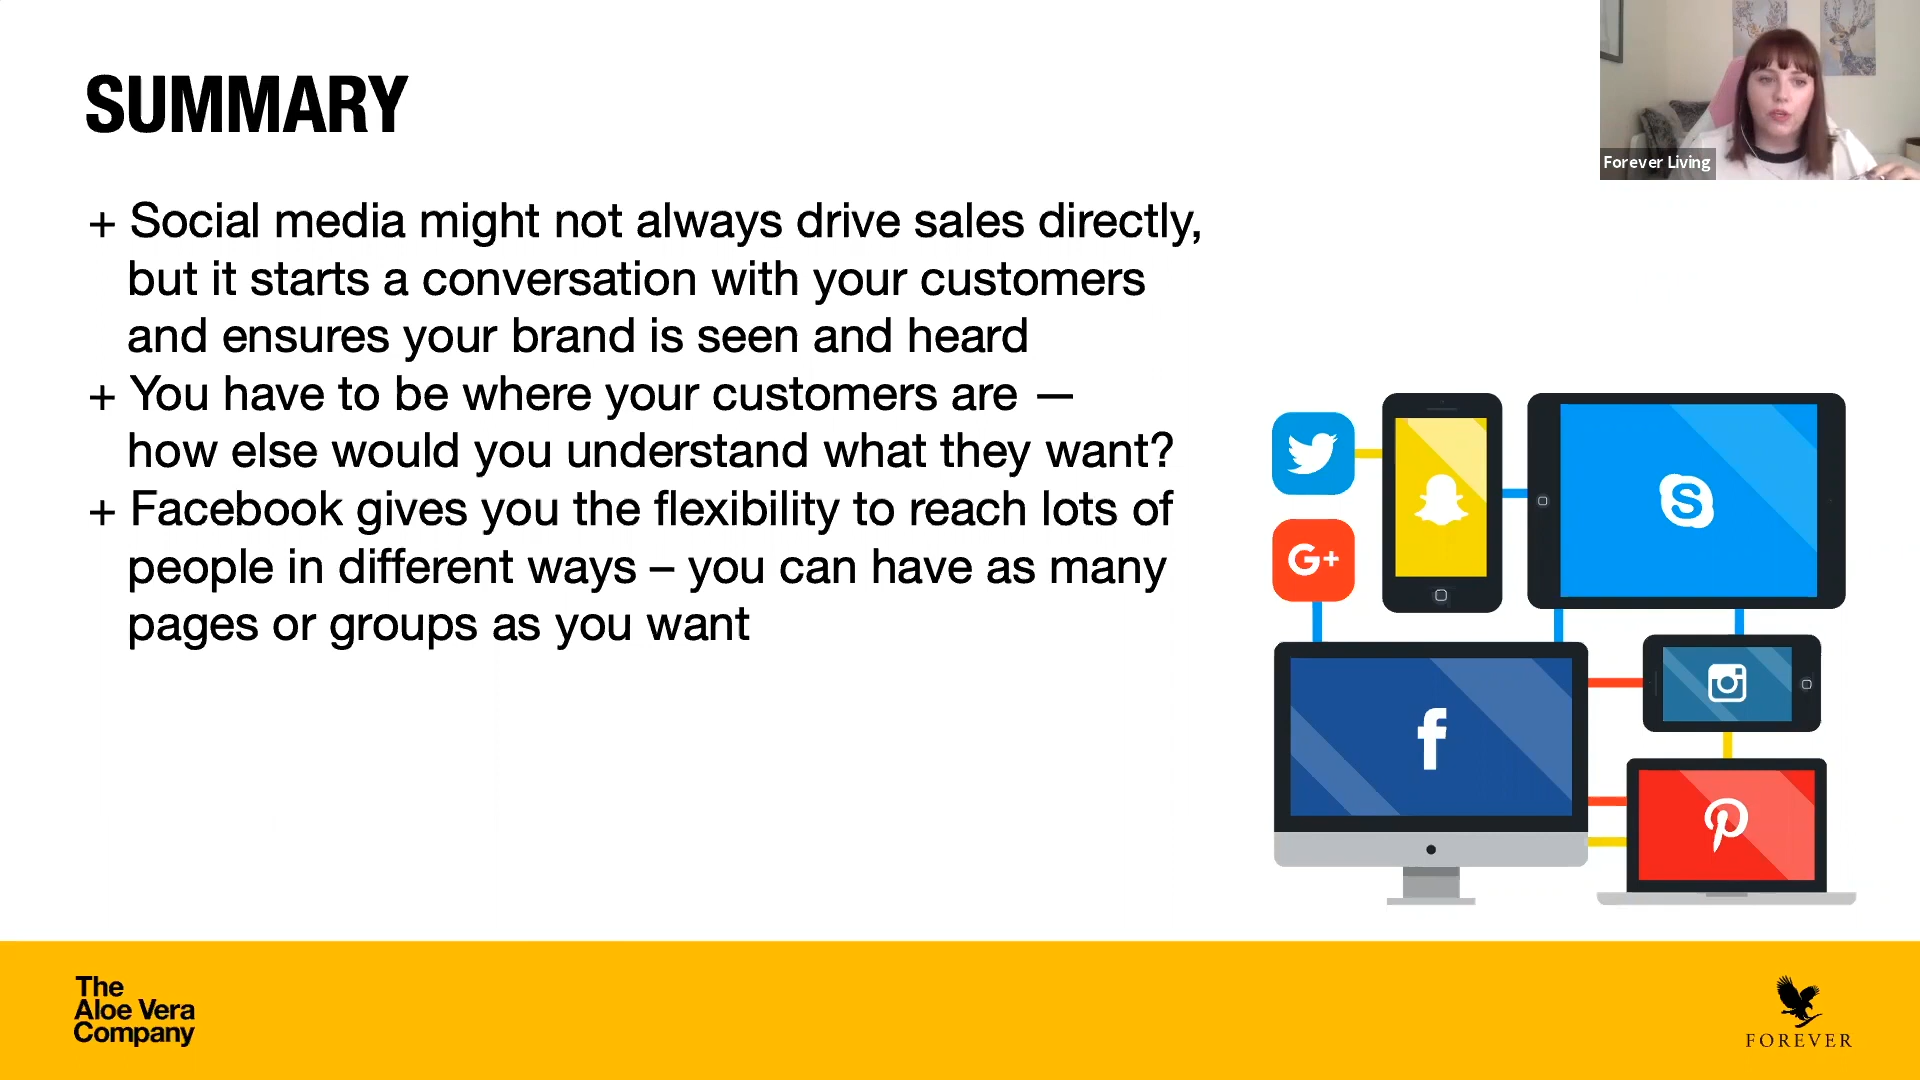 SUMMARY
Forever Living
+ Social media might not always drive sales directly,
but it starts a conversation with your customers
and ensures your brand is seen and heard
+ You have to be where your customers are —
how else would you understand what they want?
+ Facebook gives you the flexibility to reach lots of
people in different ways – you can have as many
pages or groups as you want
G+
S
f
The
Aloe Vera
Company
FOREVER